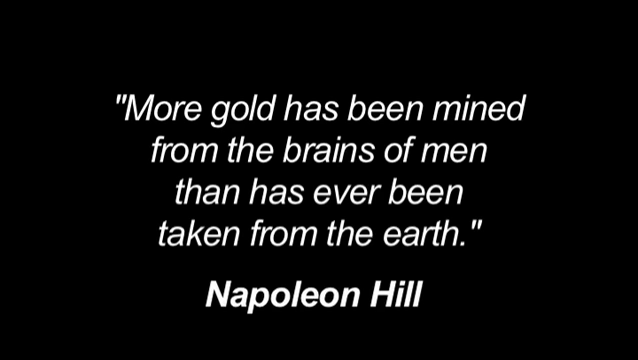 "More gold has been mined
from the brains of men
than has ever been
taken from the earth."
Napoleon Hill